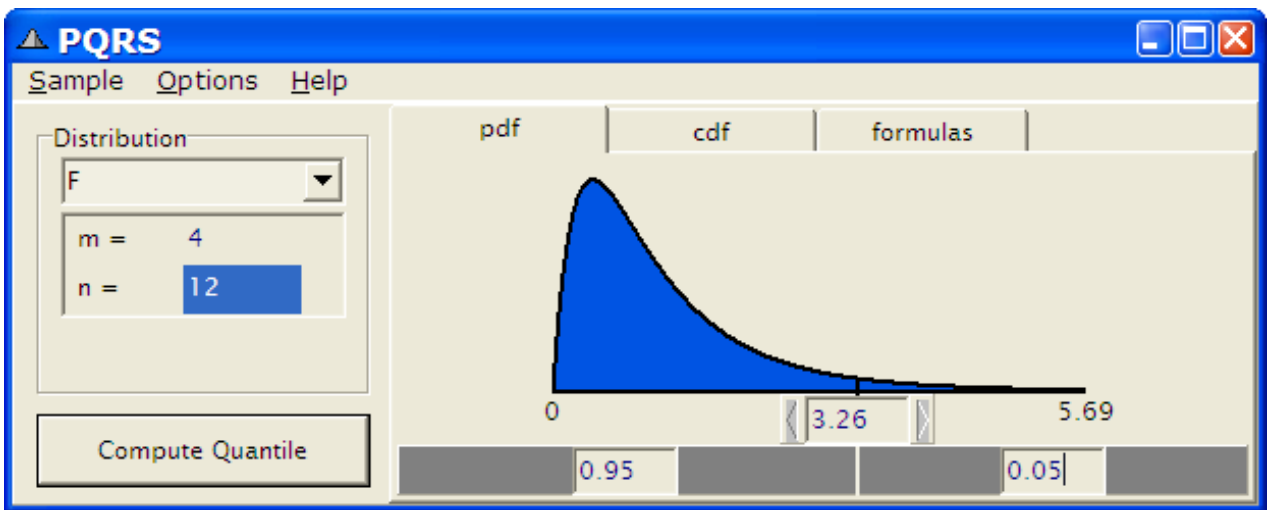 PQRS
Sample Options Help
Distribution
F
m = 4
n = 12
Compute Quantile
pdf cdf formulas
0 3.26 5.69
0.95 0.05